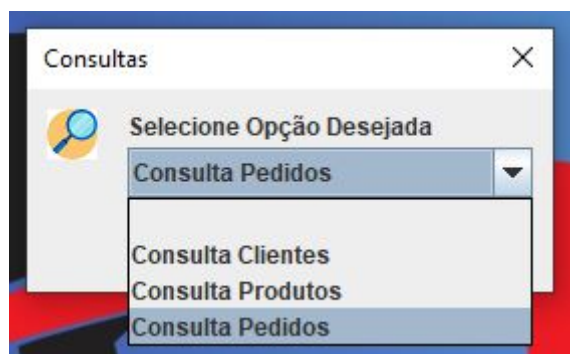 Consultas
Selecione Opção Desejada
Consulta Pedidos
Consulta Clientes
Consulta Produtos
Consulta Pedidos